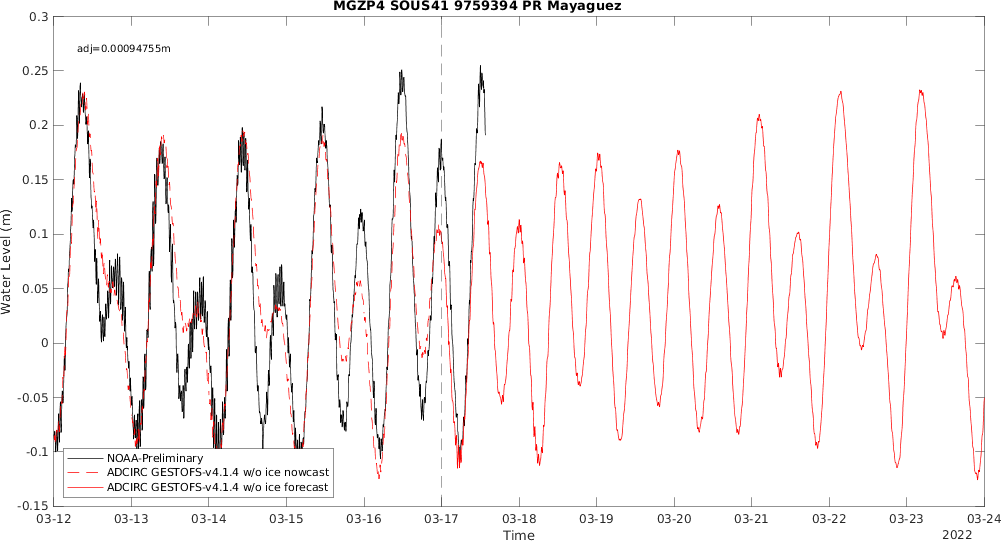 MGZP4 SOUS41 9759394 PR Mayaguez
0.3
adj=0.00094755m
0.25
0.2
0.15
0.1
0.05
0
-0.05
-0.1
-0.15
Water Level (m)
NOAA-Preliminary
ADCIRC GESTOFS-v4.1.4 w/o ice nowcast
ADCIRC GESTOFS-v4.1.4 w/o ice forecast
03-12 03-13 03-14 03-15 03-16 03-17 03-18 03-19 03-20 03-21 03-22 03-23 03-24
Time
2022